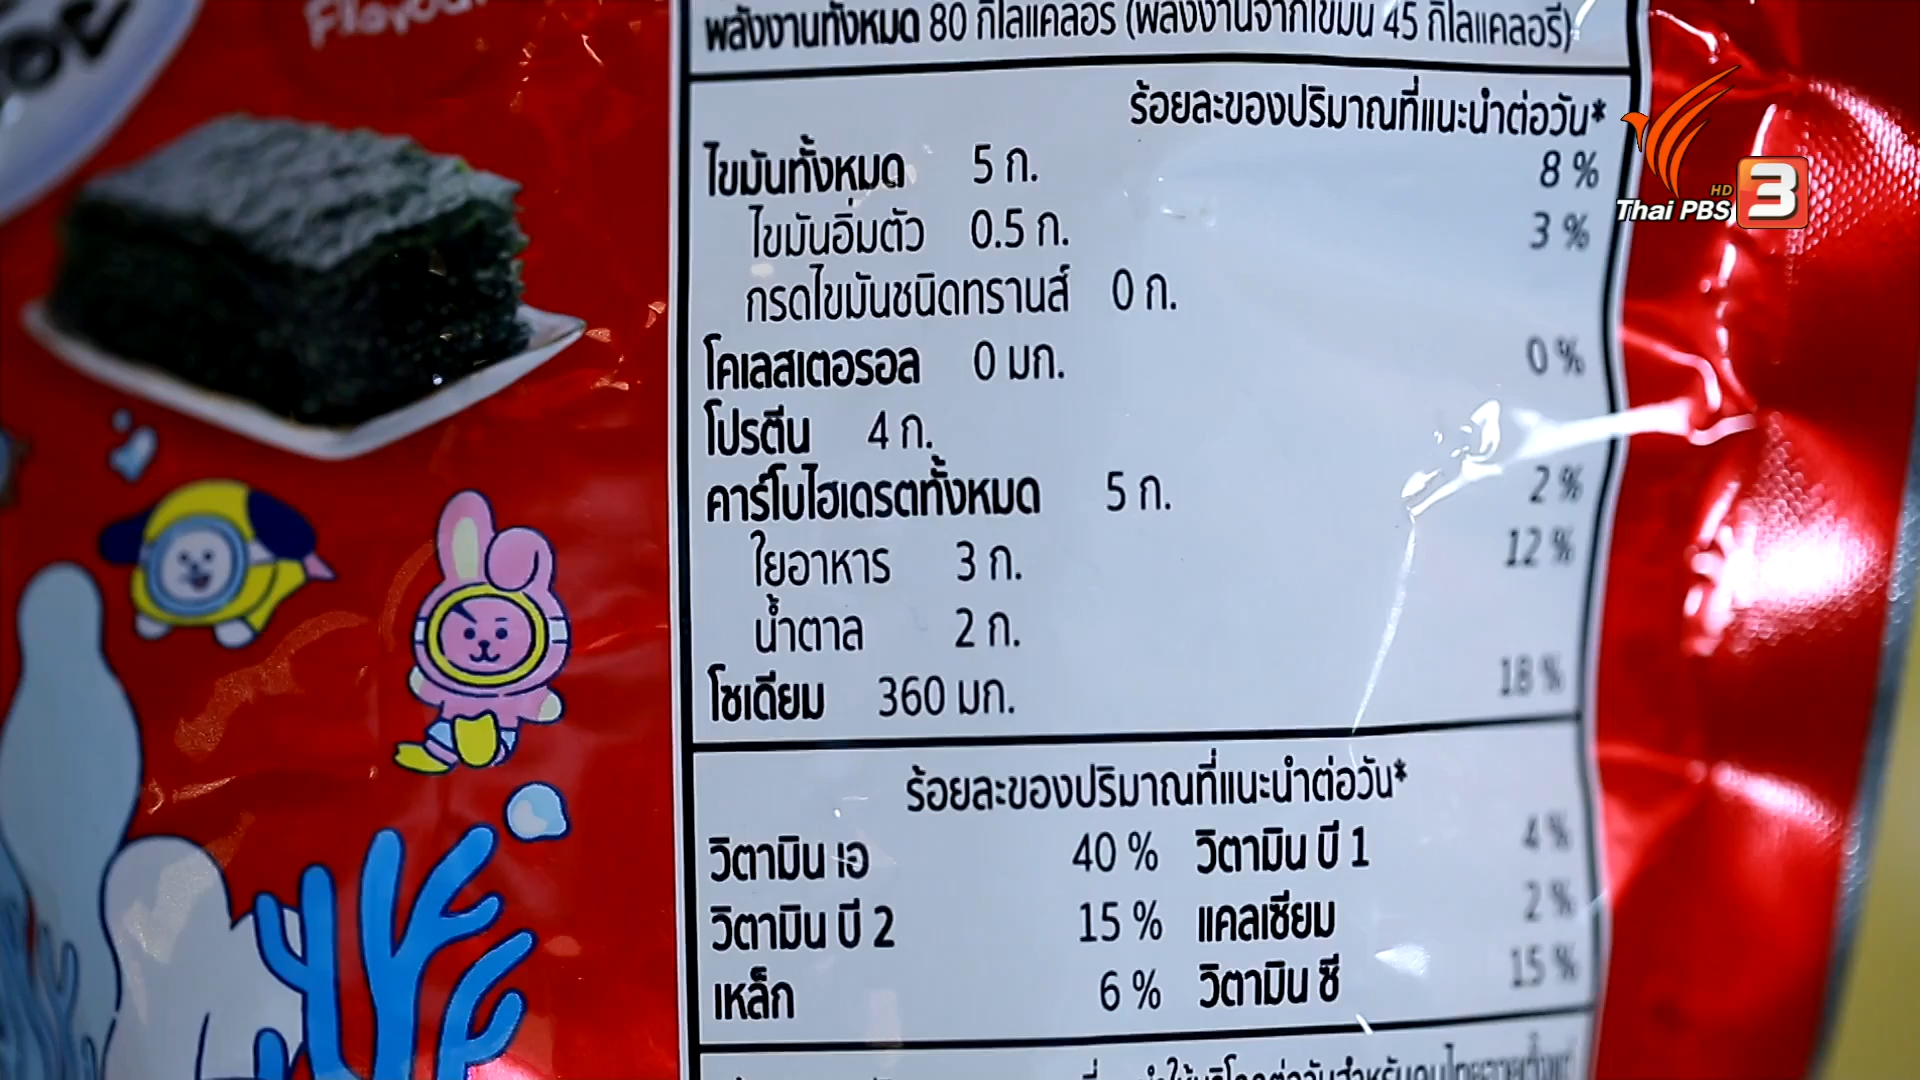 Flavour
พลังงานทั้งหมด 80 กิโลแคลอรี (พลังงานจากไขมัน 45 กิโลแคลอรี)
ร้อยละของปริมาณที่แนะนำต่อวัน*
ไขมันทั้งหมด 5 ก. 8 %
ไขมันอิ่มตัว 0.5 ก. 3 %
กรดไขมันชนิดทรานส์ 0 ก.
โคเลสเตอรอล 0 มก. 0 %
โปรตีน 4 ก.
คาร์โบไฮเดรตทั้งหมด 5 ก. 2 %
ใยอาหาร 3 ก. 12 %
น้ำตาล 2 ก.
โซเดียม 360 มก. 18 %
ร้อยละของปริมาณที่แนะนำต่อวัน*
วิตามิน เอ 40 % วิตามิน บี 1 4 %
วิตามิน บี 2 15 % แคลเซียม 2 %
เหล็ก 6 % วิตามิน ซี 15 %
HD
Thai PBS 3